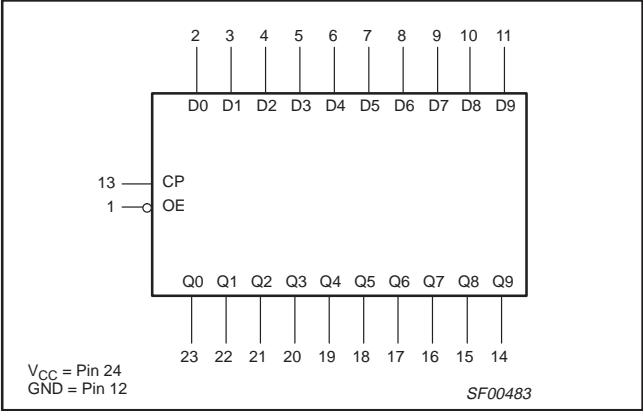 2 3 4 5 6 7 8 9 10 11
D0 D1 D2 D3 D4 D5 D6 D7 D8 D9
13 CP
1 OE
Q0 Q1 Q2 Q3 Q4 Q5 Q6 Q7 Q8 Q9
23 22 21 20 19 18 17 16 15 14
VCC = Pin 24
GND = Pin 12
SF00483